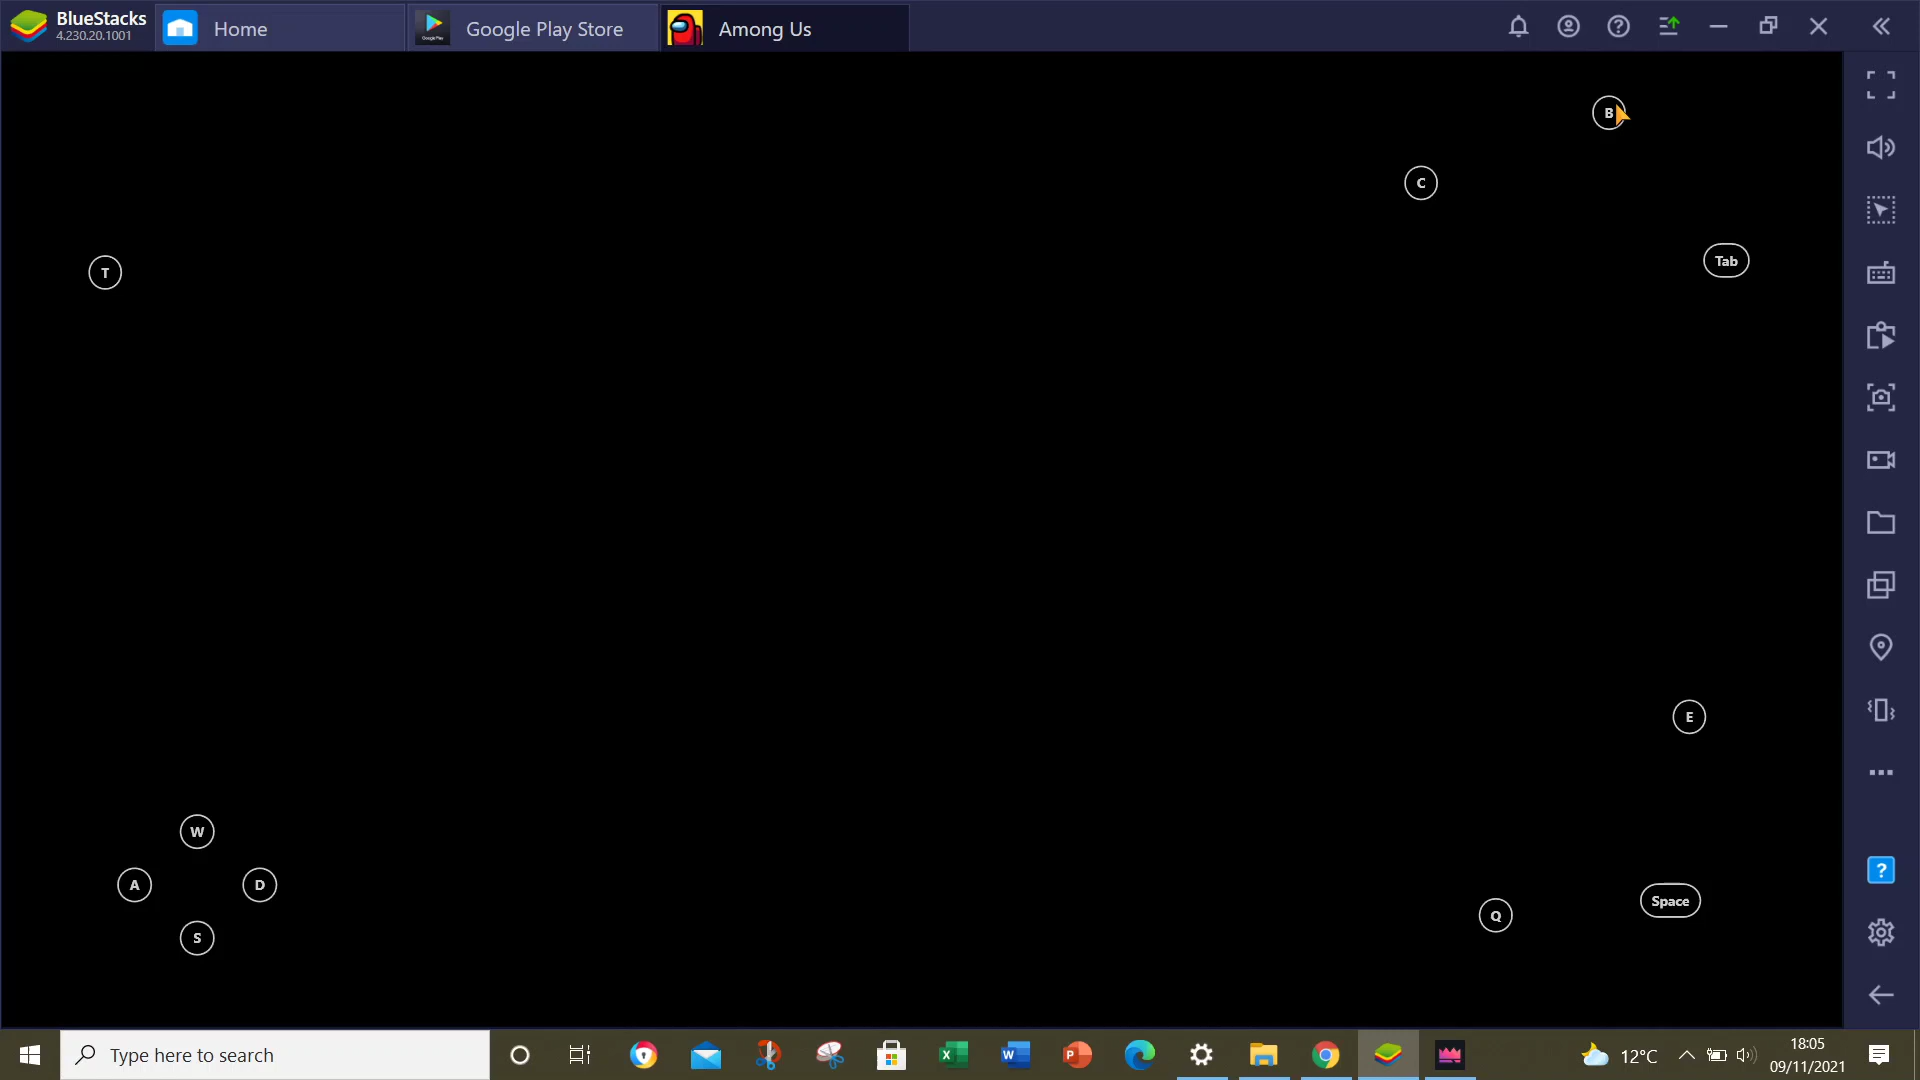 BlueStacks
4.230.20.1001
Home
Google Play Store
Among Us
B
C
Tab
T
E
W
A
D
S
Q
Space
?
Type here to search
12°C
18:05
09/11/2021